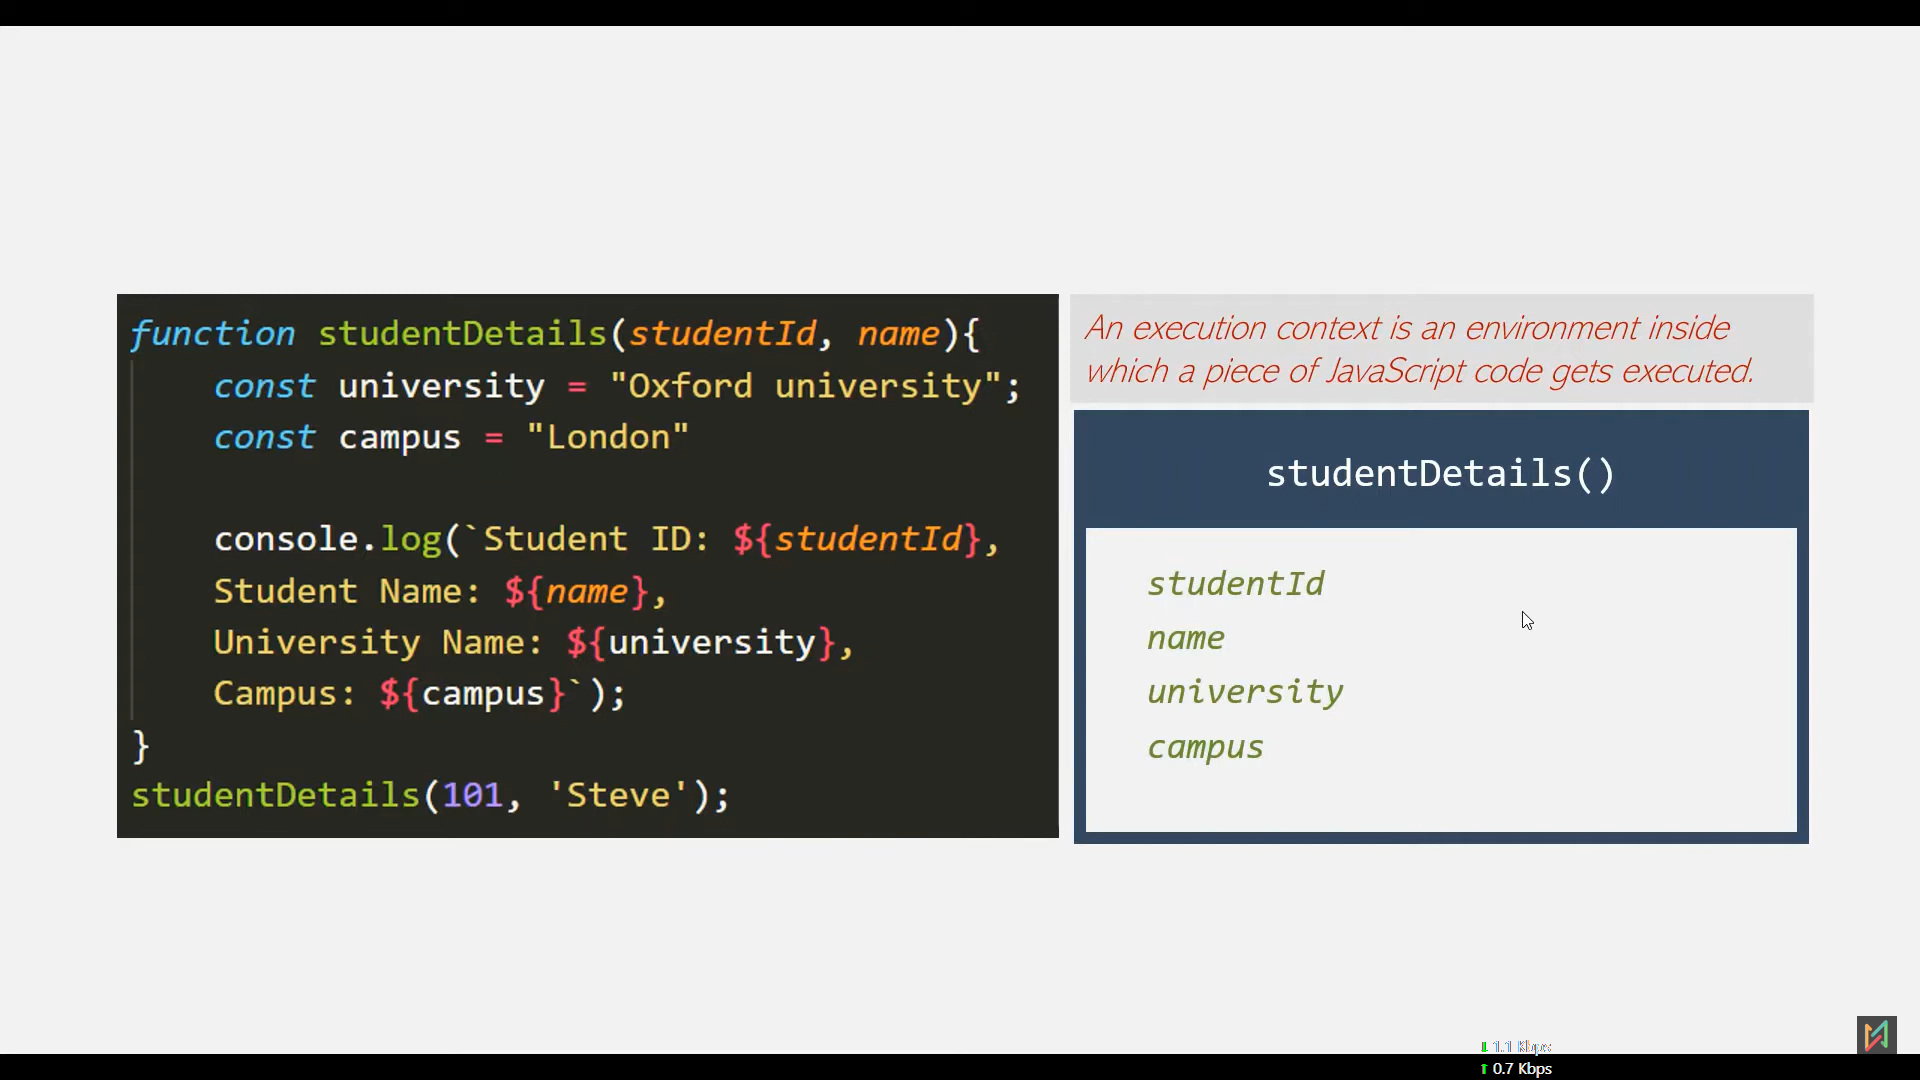 function studentDetails(studentId, name){
const university = "Oxford university";
const campus = "London"
console.log(`Student ID: ${studentId},
Student Name: ${name},
University Name: ${university},
Campus: ${campus}`);
}
studentDetails(101, 'Steve');
An execution context is an environment inside
which a piece of JavaScript code gets executed.
studentDetails()
studentId
name
university
campus
1.1 Kbps
0.7 Kbps